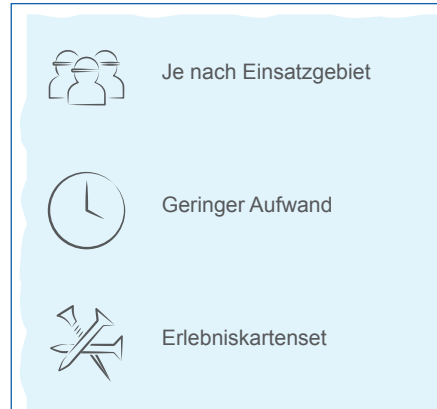 Je nach Einsatzgebiet
Geringer Aufwand
Erlebniskartenset